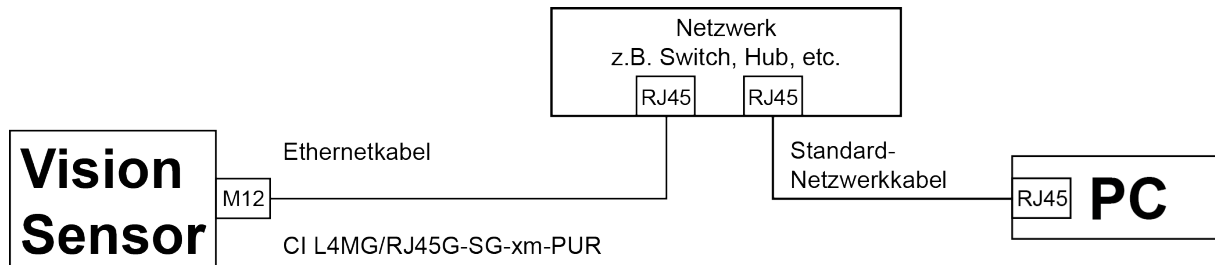 Netzwerk
z.B. Switch, Hub, etc.
RJ45 RJ45
Ethernetkabel
Standard-
Netzwerkkabel
Vision
Sensor
M12
CI L4MG/RJ45G-SG-xm-PUR
RJ45
PC